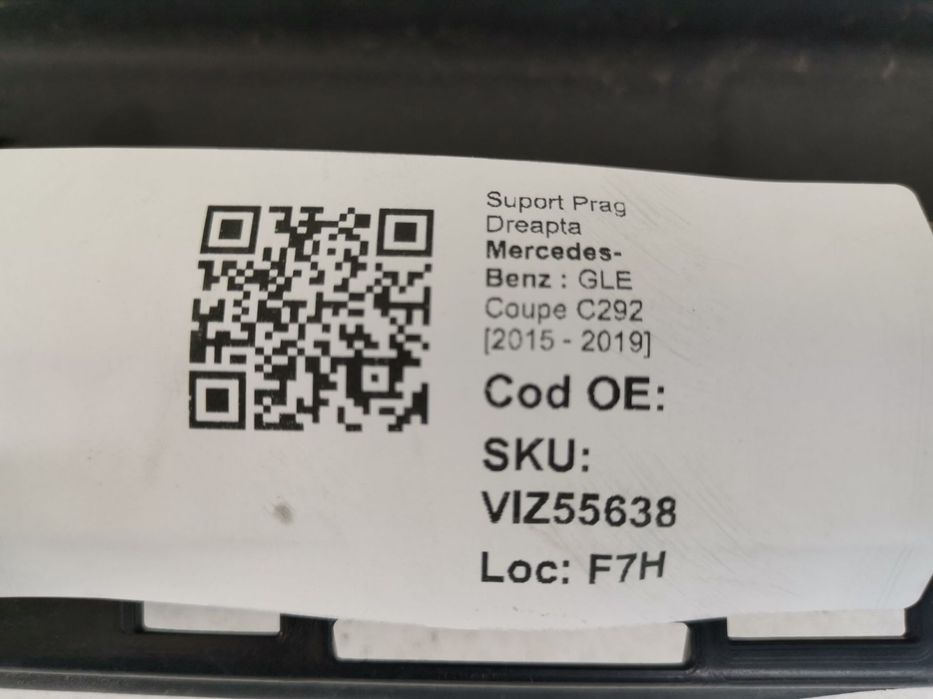 Suport Prag
Dreapta
Mercedes-
Benz : GLE
Coupe C292
[2015 - 2019]
Cod OE:
SKU:
VIZ55638
Loc: F7H